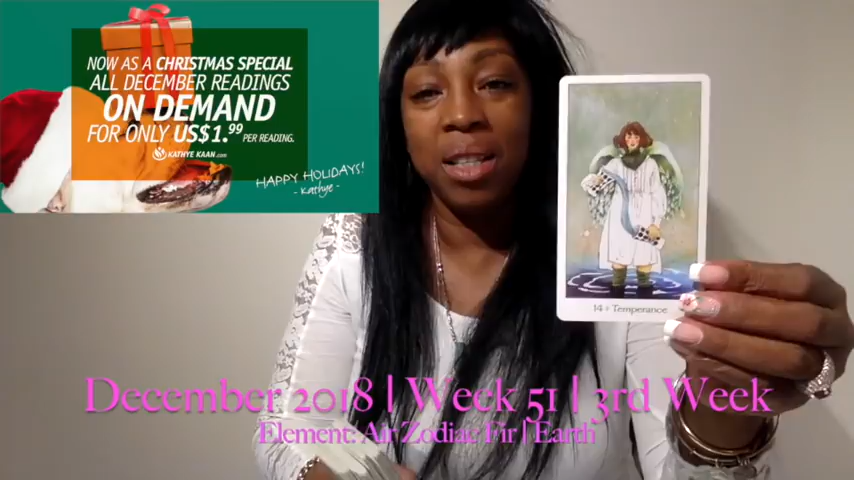 NOW AS A CHRISTMAS SPECIAL
ALL DECEMBER READINGS
ON DEMAND
FOR ONLY US$1.99 PER READING.
KATHYE KAAN.com
HAPPY HOLIDAYS!
- Kathye -
14 + Temperance
December 2018 | Week 51 | 3rd Week
Element: Air Zodiac Fir | Earth